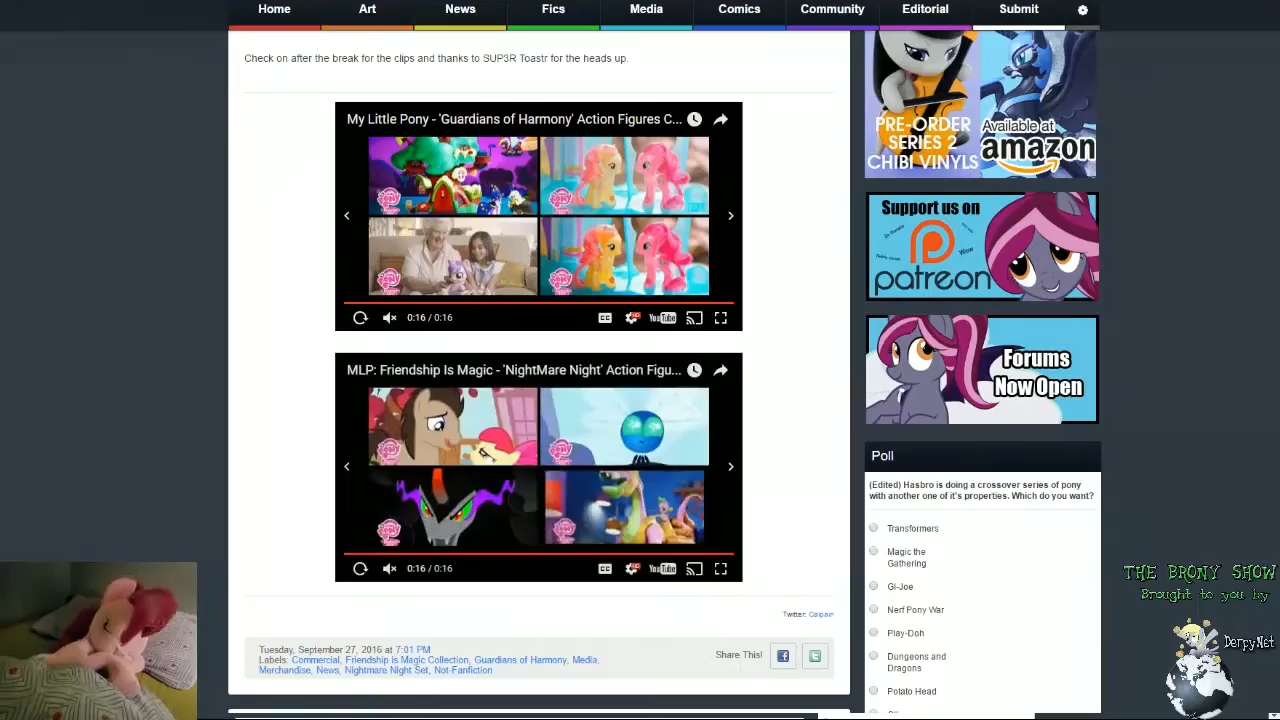 Home Art News Fics Media Comics Community Editorial Submit
Check on after the break for the clips and thanks to SUP3R Toastr for the heads up.
My Little Pony - 'Guardians of Harmony' Action Figures C...
0:16 / 0:16
CC
HD
YouTube
MLP: Friendship Is Magic - 'NightMare Night' Action Figu...
0:16 / 0:16
CC
HD
YouTube
Twitter: Calpain
Tuesday, September 27, 2016 at 7:01 PM
Labels: Commercial, Friendship is Magic Collection, Guardians of Harmony, Media,
Merchandise, News, Nightmare Night Set, Not-Fanfiction
Share This!
PRE-ORDER
SERIES 2
CHIBI VINYLS
Available at
amazon
Support us on
Wow
patreon
Forums
Now Open
Poll
(Edited) Hasbro is doing a crossover series of pony
with another one of it's properties. Which do you want?
Transformers
Magic the
Gathering
GI-Joe
Nerf Pony War
Play-Doh
Dungeons and
Dragons
Potato Head
THE BRONY SHOW
Brought to you by
DerpyNet